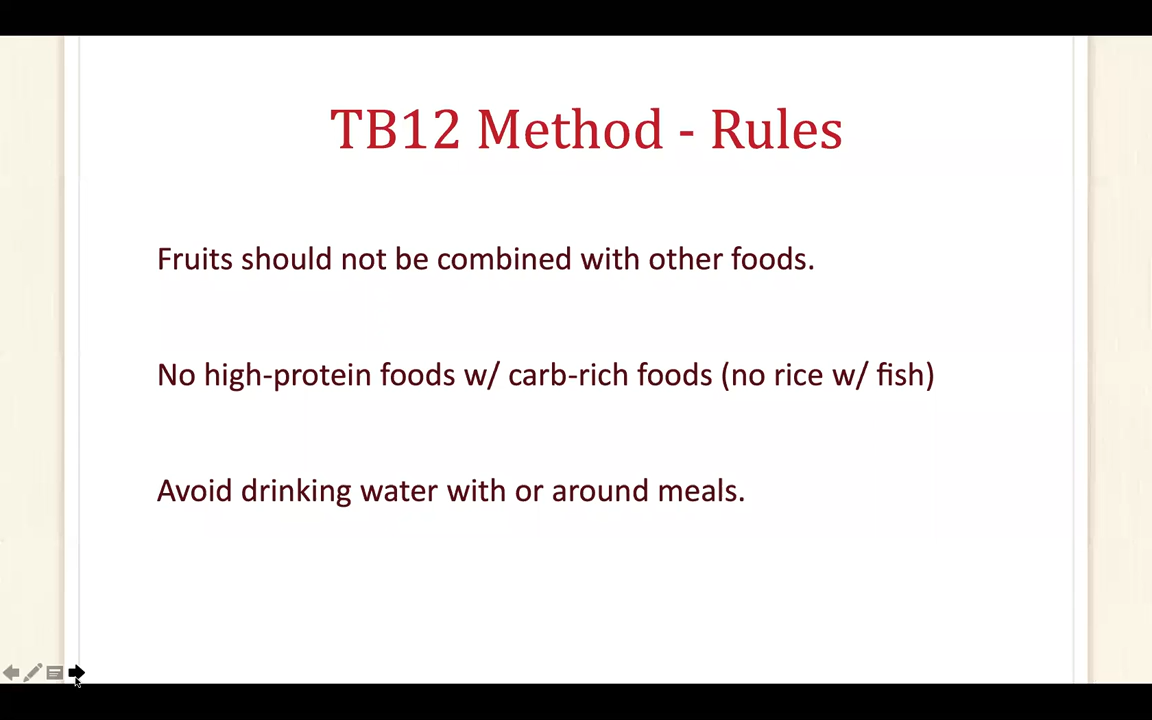 TB12 Method - Rules
Fruits should not be combined with other foods.
No high-protein foods w/ carb-rich foods (no rice w/ fish)
Avoid drinking water with or around meals.